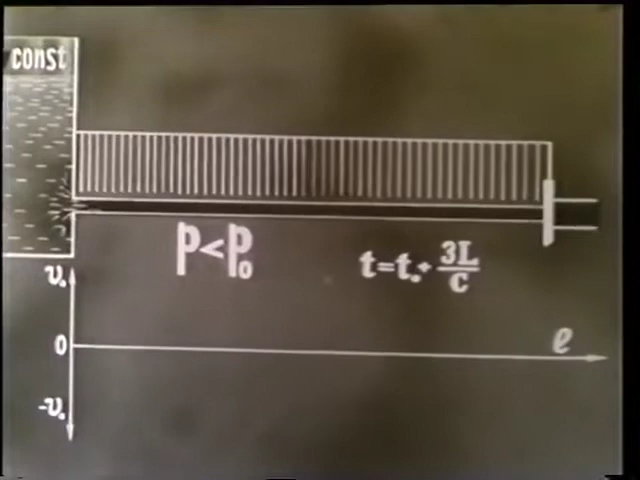 const
p<p₀
t=t₀+3L/c
v₀
0
ℓ
-v₀